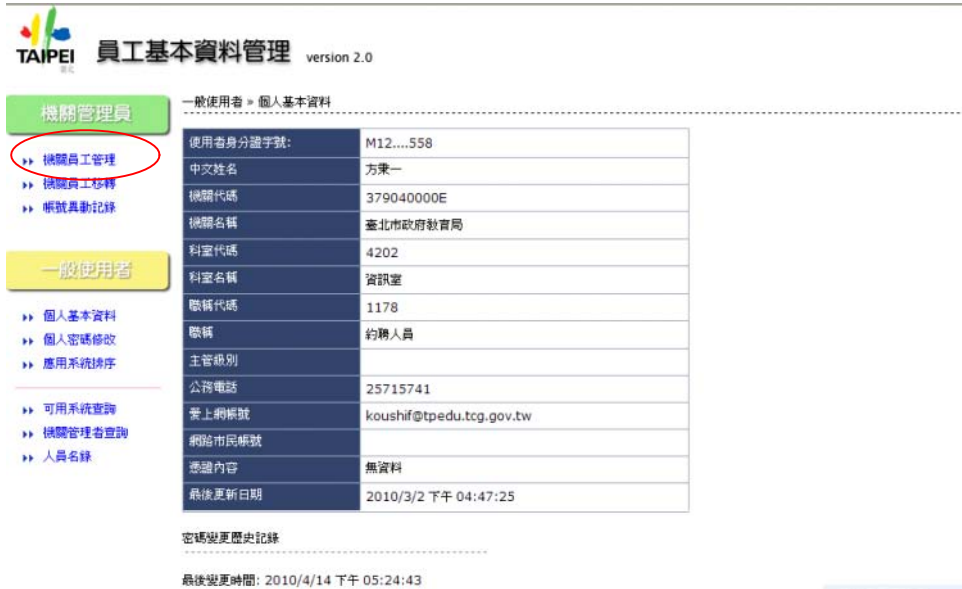 TAIPEI
臺北
員工基本資料管理 version 2.0
機關管理員
機關員工管理
機關員工移轉
帳號異動記錄
一般使用者
個人基本資料
個人密碼修改
應用系統排序
可用系統查詢
機關管理者查詢
人員名錄
一般使用者 » 個人基本資料
使用者身分證字號: M12....558
中文姓名 方秉一
機關代碼 379040000E
機關名稱 臺北市政府教育局
科室代碼 4202
科室名稱 資訊室
職稱代碼 1178
職稱 約聘人員
主管級別
公務電話 25715741
愛上網帳號 koushif@tpedu.tcg.gov.tw
網路市民帳號
憑證內容 無資料
最後更新日期 2010/3/2 下午 04:47:25
密碼變更歷史記錄
最後變更時間: 2010/4/14 下午 05:24:43